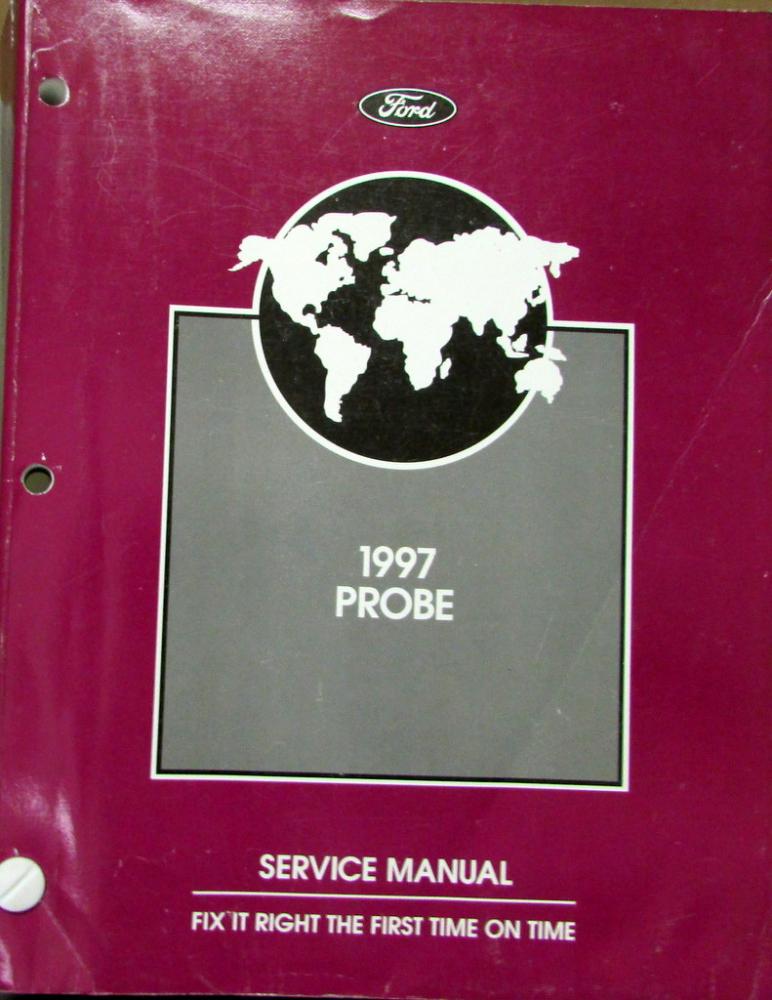 Ford
1997
PROBE
SERVICE MANUAL
FIX IT RIGHT THE FIRST TIME ON TIME